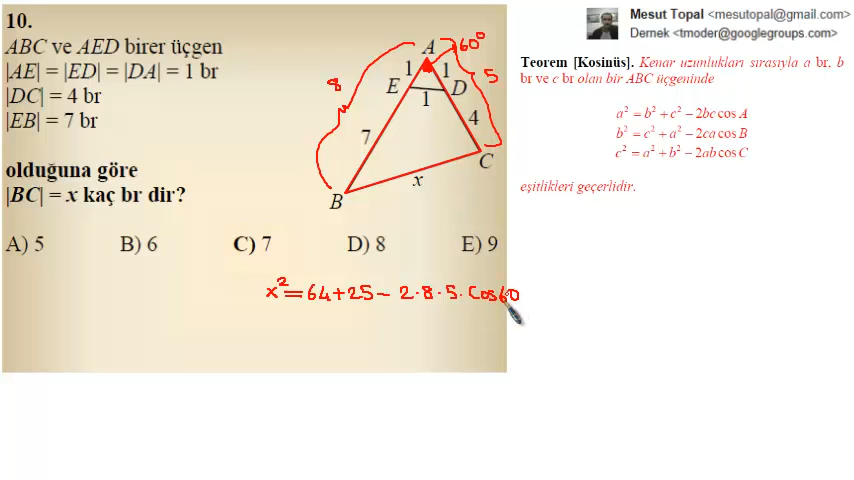 10.
ABC ve AED birer üçgen
|AE| = |ED| = |DA| = 1 br
|DC| = 4 br
|EB| = 7 br
olduğuna göre
|BC| = x kaç br dir?
A
60°
8
1
1
5
E
D
1
4
7
C
x
B
A) 5 B) 6 C) 7 D) 8 E) 9
x² = 64 + 25 - 2 · 8 · 5 · Cos60
Mesut Topal <mesutopal@gmail.com>
Dernek <tmoder@googlegroups.com>
Teorem [Kosinüs]. Kenar uzunlukları sırasıyla a br, b
br ve c br olan bir ABC üçgeninde
a² = b² + c² − 2bc cos A
b² = c² + a² − 2ca cos B
c² = a² + b² − 2ab cos C
eşitlikleri geçerlidir.